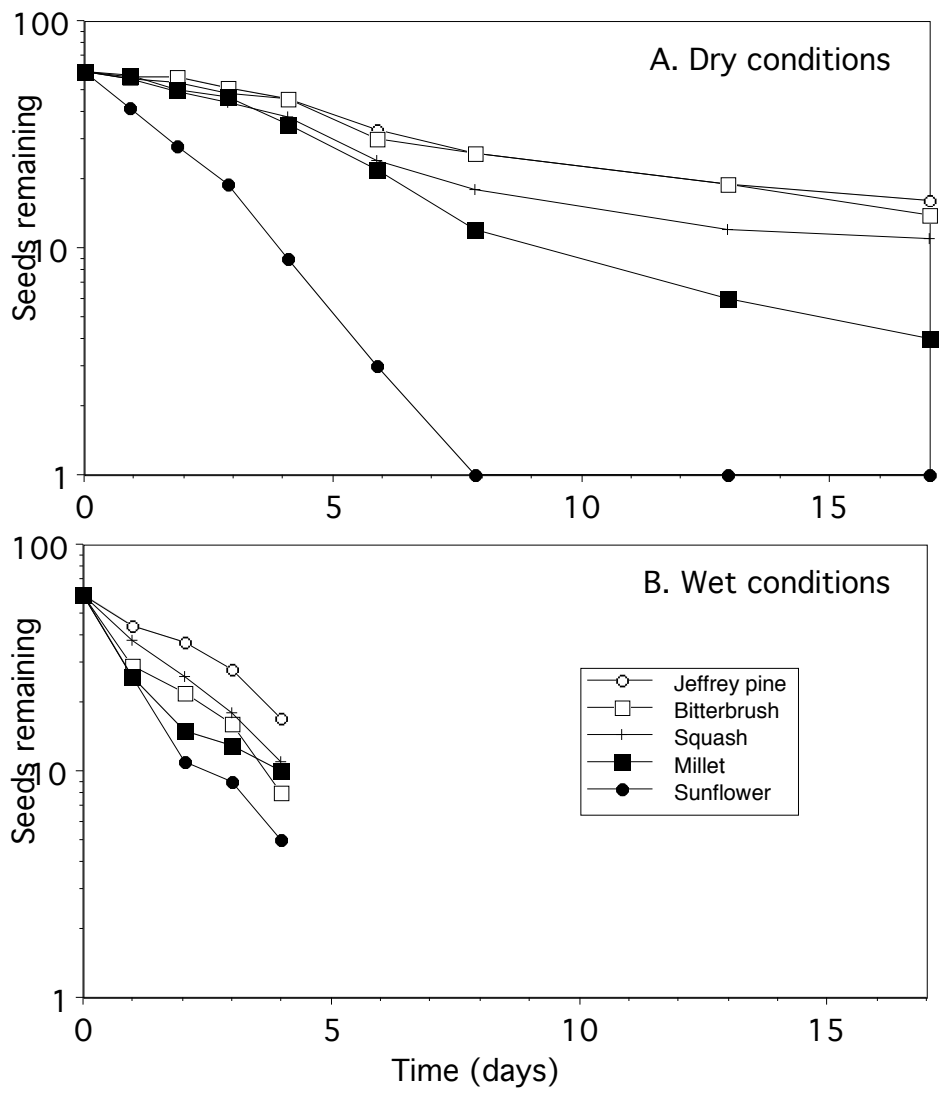 100
A. Dry conditions
Seeds remaining
10
1
0 5 10 15
100
B. Wet conditions
Seeds remaining
Jeffrey pine
Bitterbrush
Squash
Millet
Sunflower
10
1
0 5 10 15
Time (days)